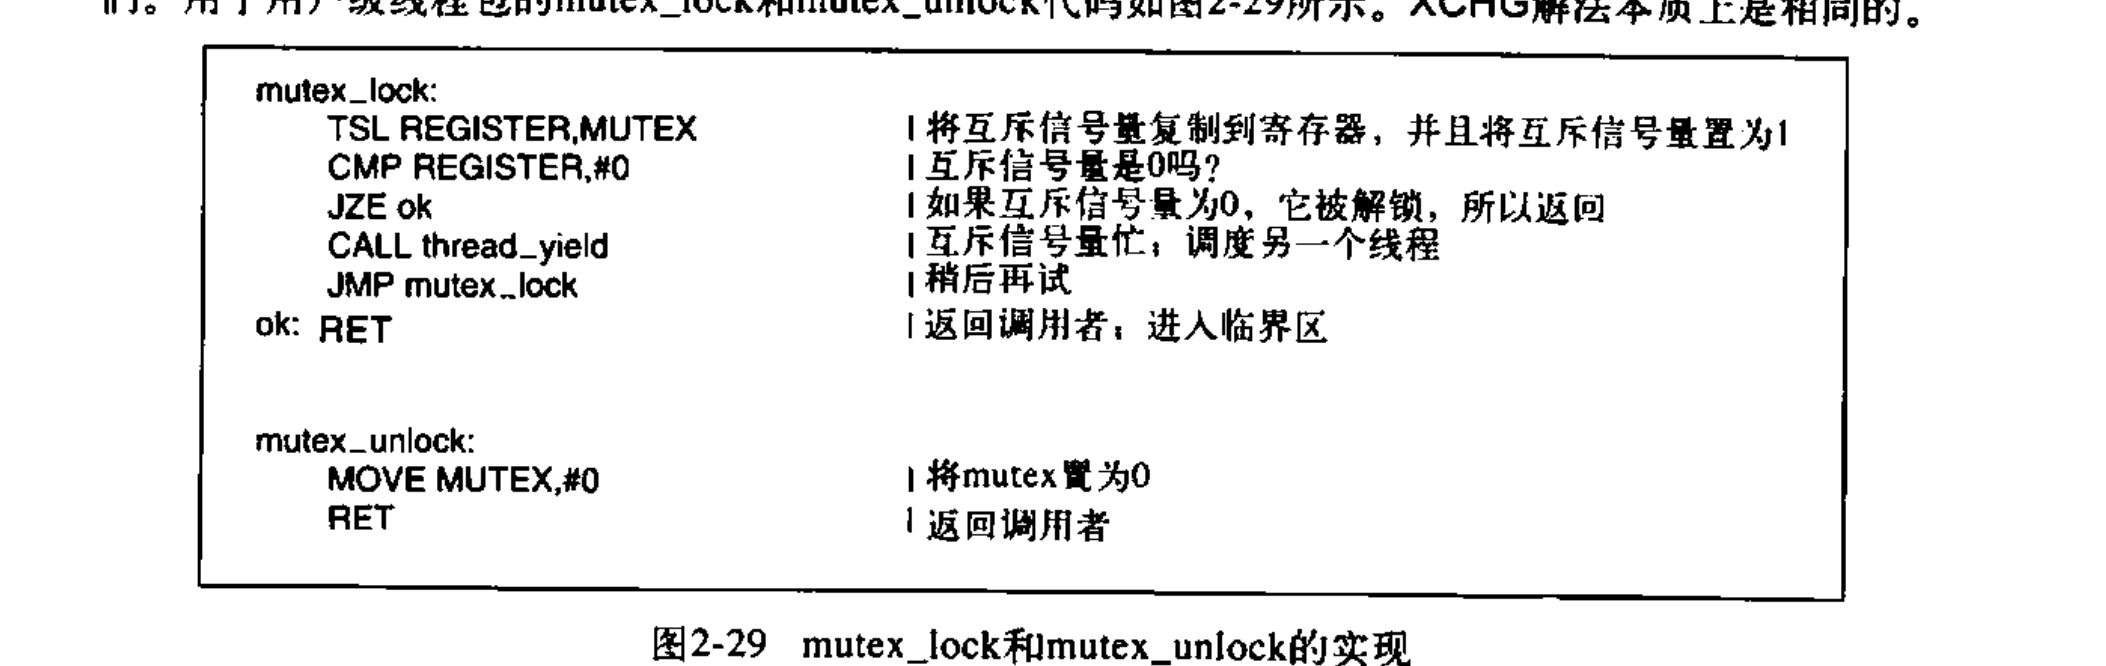 们。用于用户级线程包的mutex_lock和mutex_unlock代码如图2-29所示。XCHG解法本质上是相同的。
mutex_lock:
TSL REGISTER,MUTEX | 将互斥信号量复制到寄存器，并且将互斥信号量置为1
CMP REGISTER,#0 | 互斥信号量是0吗？
JZE ok | 如果互斥信号量为0，它被解锁，所以返回
CALL thread_yield | 互斥信号量忙；调度另一个线程
JMP mutex_lock | 稍后再试
ok: RET | 返回调用者；进入临界区
mutex_unlock:
MOVE MUTEX,#0 | 将mutex置为0
RET | 返回调用者
图2-29 mutex_lock和mutex_unlock的实现